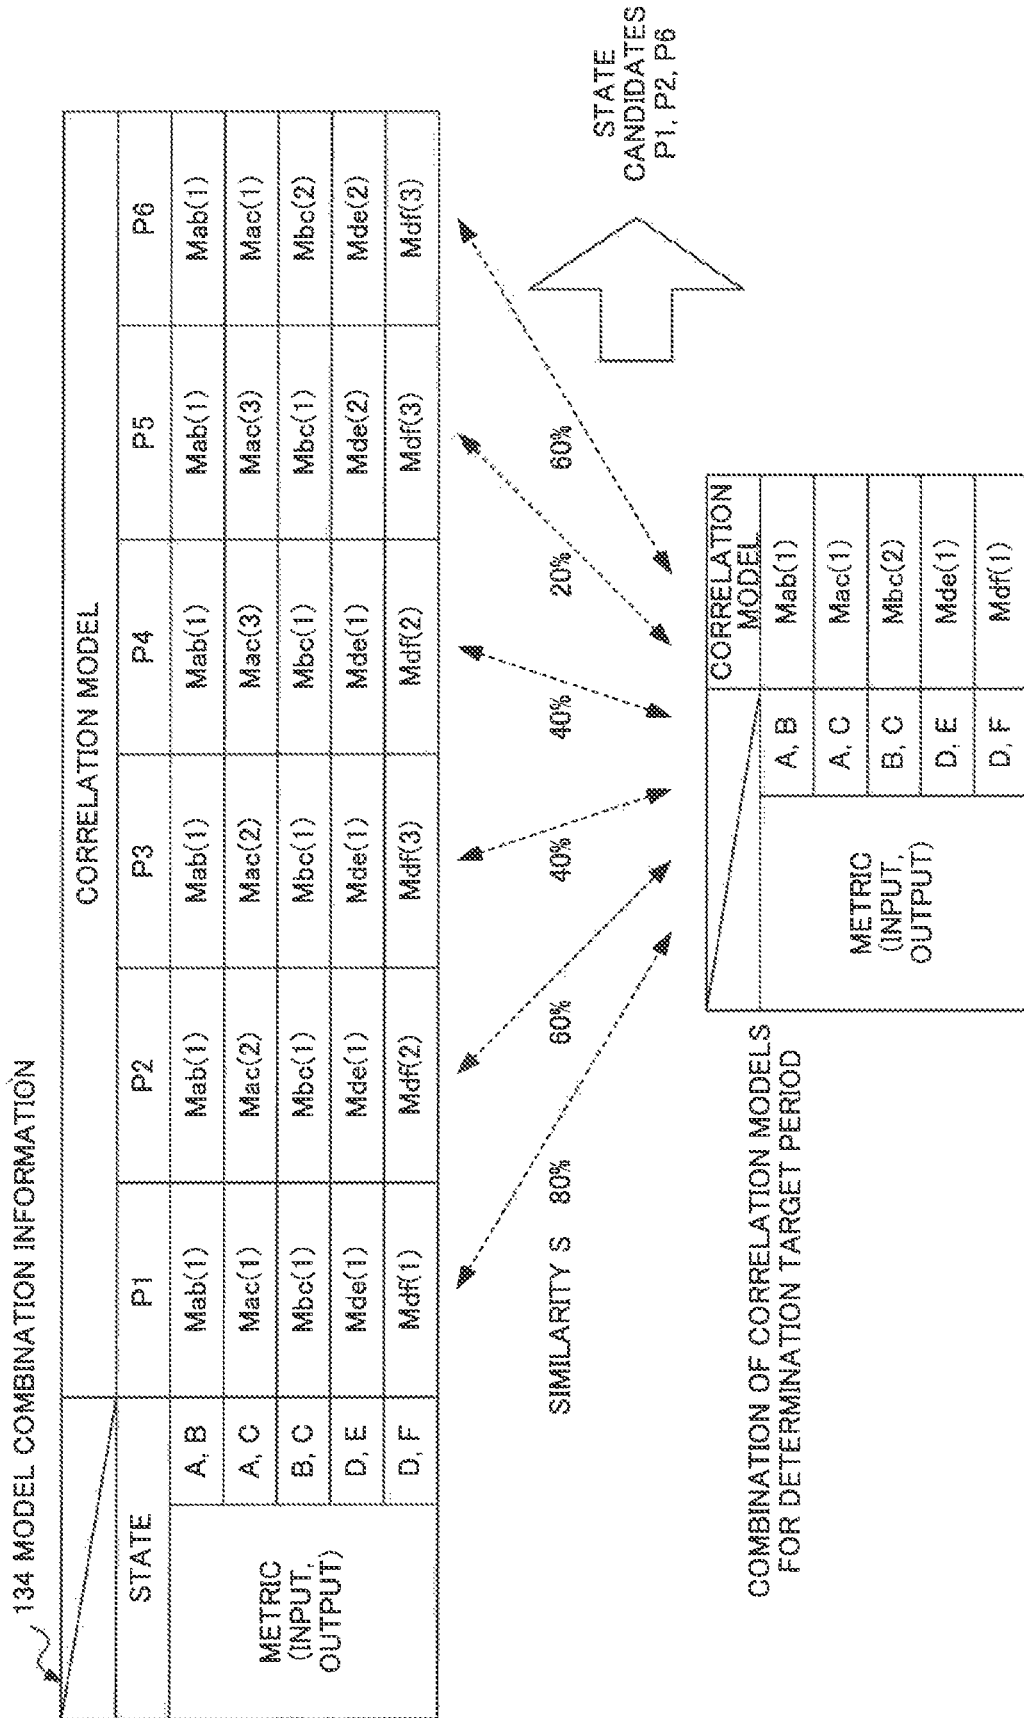 134 MODEL COMBINATION INFORMATION
CORRELATION MODEL
STATE P1 P2 P3 P4 P5 P6
METRIC
(INPUT,
OUTPUT)
A, B Mab(1) Mab(1) Mab(1) Mab(1) Mab(1) Mab(1)
A, C Mac(1) Mac(2) Mac(2) Mac(3) Mac(3) Mac(1)
B, C Mbc(1) Mbc(1) Mbc(1) Mbc(1) Mbc(1) Mbc(2)
D, E Mde(1) Mde(1) Mde(1) Mde(1) Mde(2) Mde(2)
D, F Mdf(1) Mdf(2) Mdf(3) Mdf(2) Mdf(3) Mdf(3)
SIMILARITY S 80% 60% 40% 40% 20% 60%
STATE
CANDIDATES
P1, P2, P6
COMBINATION OF CORRELATION MODELS
FOR DETERMINATION TARGET PERIOD
CORRELATION
MODEL
METRIC
(INPUT,
OUTPUT)
A, B Mab(1)
A, C Mac(1)
B, C Mbc(2)
D, E Mde(1)
D, F Mdf(1)